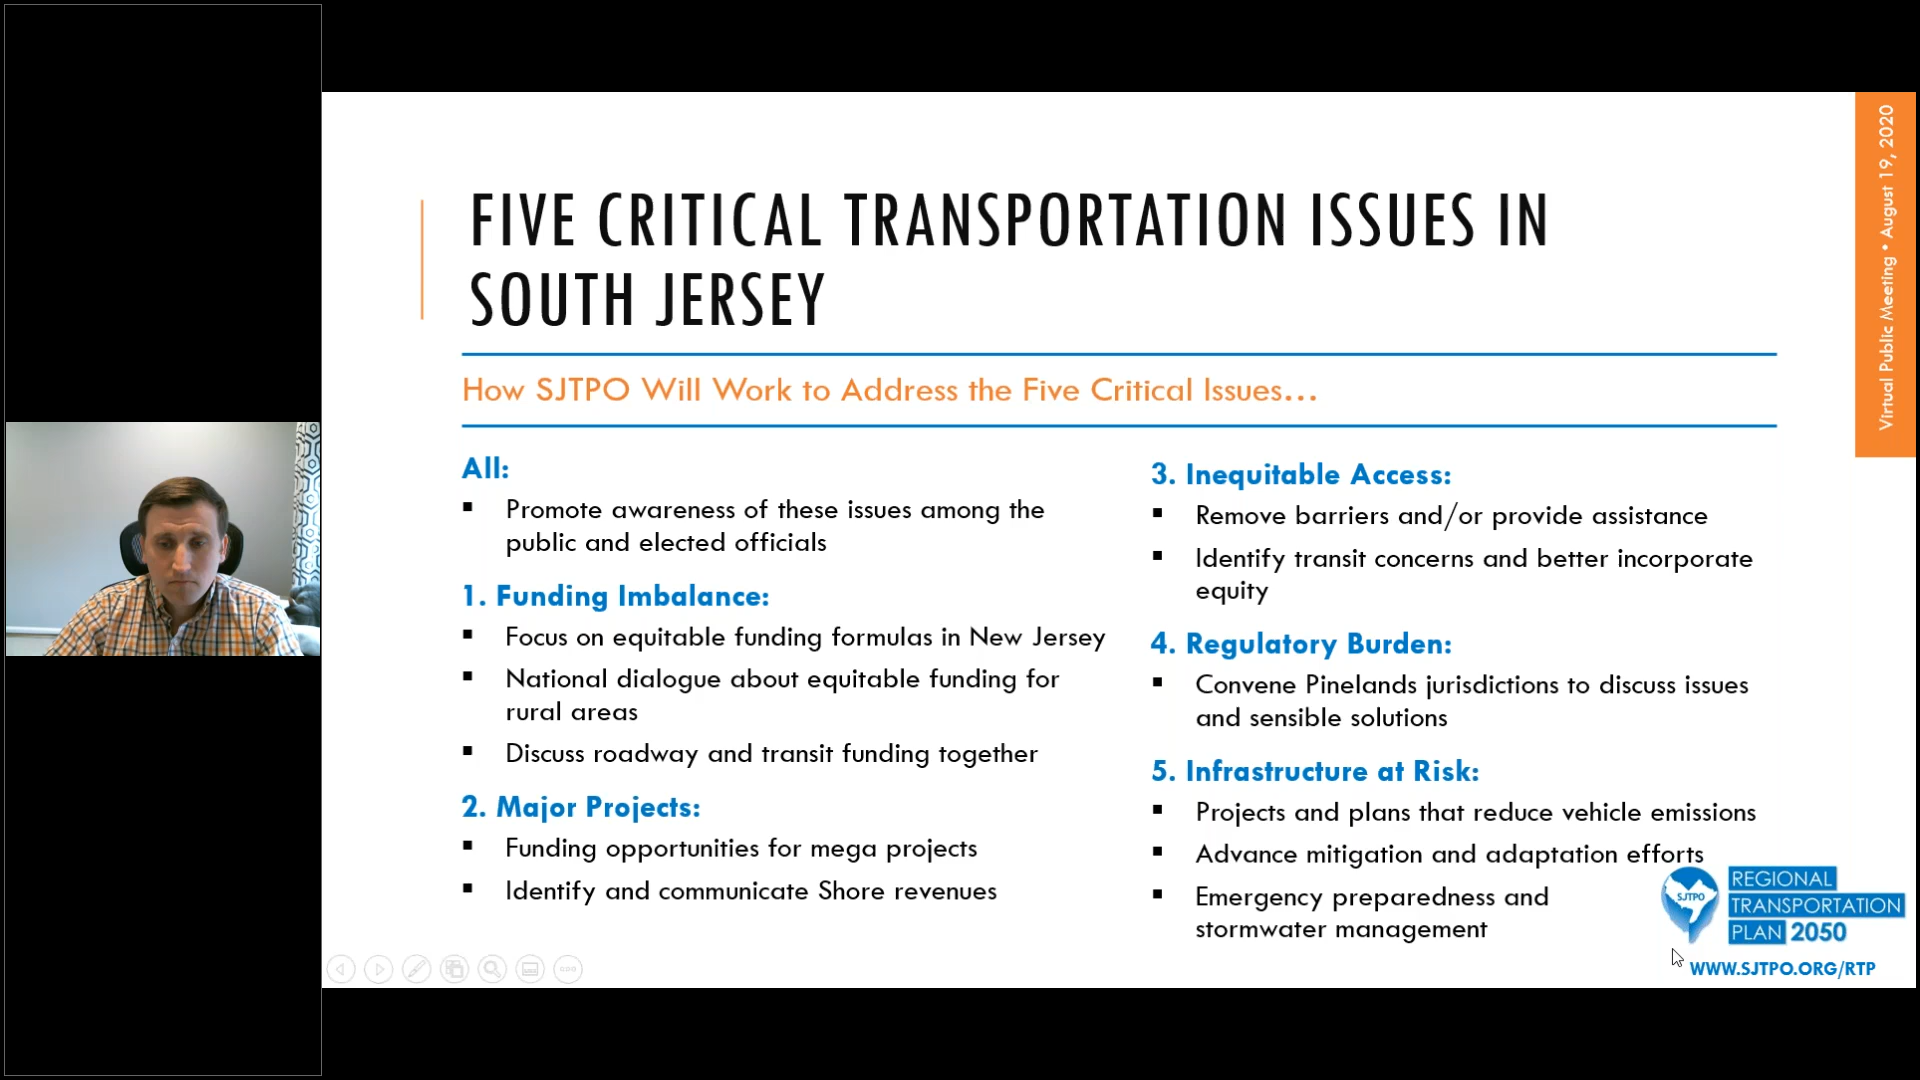 FIVE CRITICAL TRANSPORTATION ISSUES IN
SOUTH JERSEY
How SJTPO Will Work to Address the Five Critical Issues...
All:
Promote awareness of these issues among the
public and elected officials
1. Funding Imbalance:
Focus on equitable funding formulas in New Jersey
National dialogue about equitable funding for
rural areas
Discuss roadway and transit funding together
2. Major Projects:
Funding opportunities for mega projects
Identify and communicate Shore revenues
3. Inequitable Access:
Remove barriers and/or provide assistance
Identify transit concerns and better incorporate
equity
4. Regulatory Burden:
Convene Pinelands jurisdictions to discuss issues
and sensible solutions
5. Infrastructure at Risk:
Projects and plans that reduce vehicle emissions
Advance mitigation and adaptation efforts
Emergency preparedness and
stormwater management
Virtual Public Meeting • August 19, 2020
SJTPO
REGIONAL
TRANSPORTATION
PLAN 2050
WWW.SJTPO.ORG/RTP